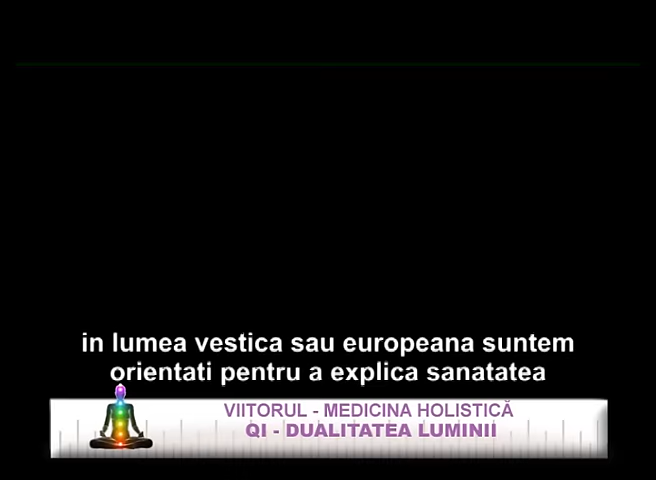 in lumea vestica sau europeana suntem
orientati pentru a explica sanatatea
VIITORUL - MEDICINA HOLISTICĂ
QI - DUALITATEA LUMINII